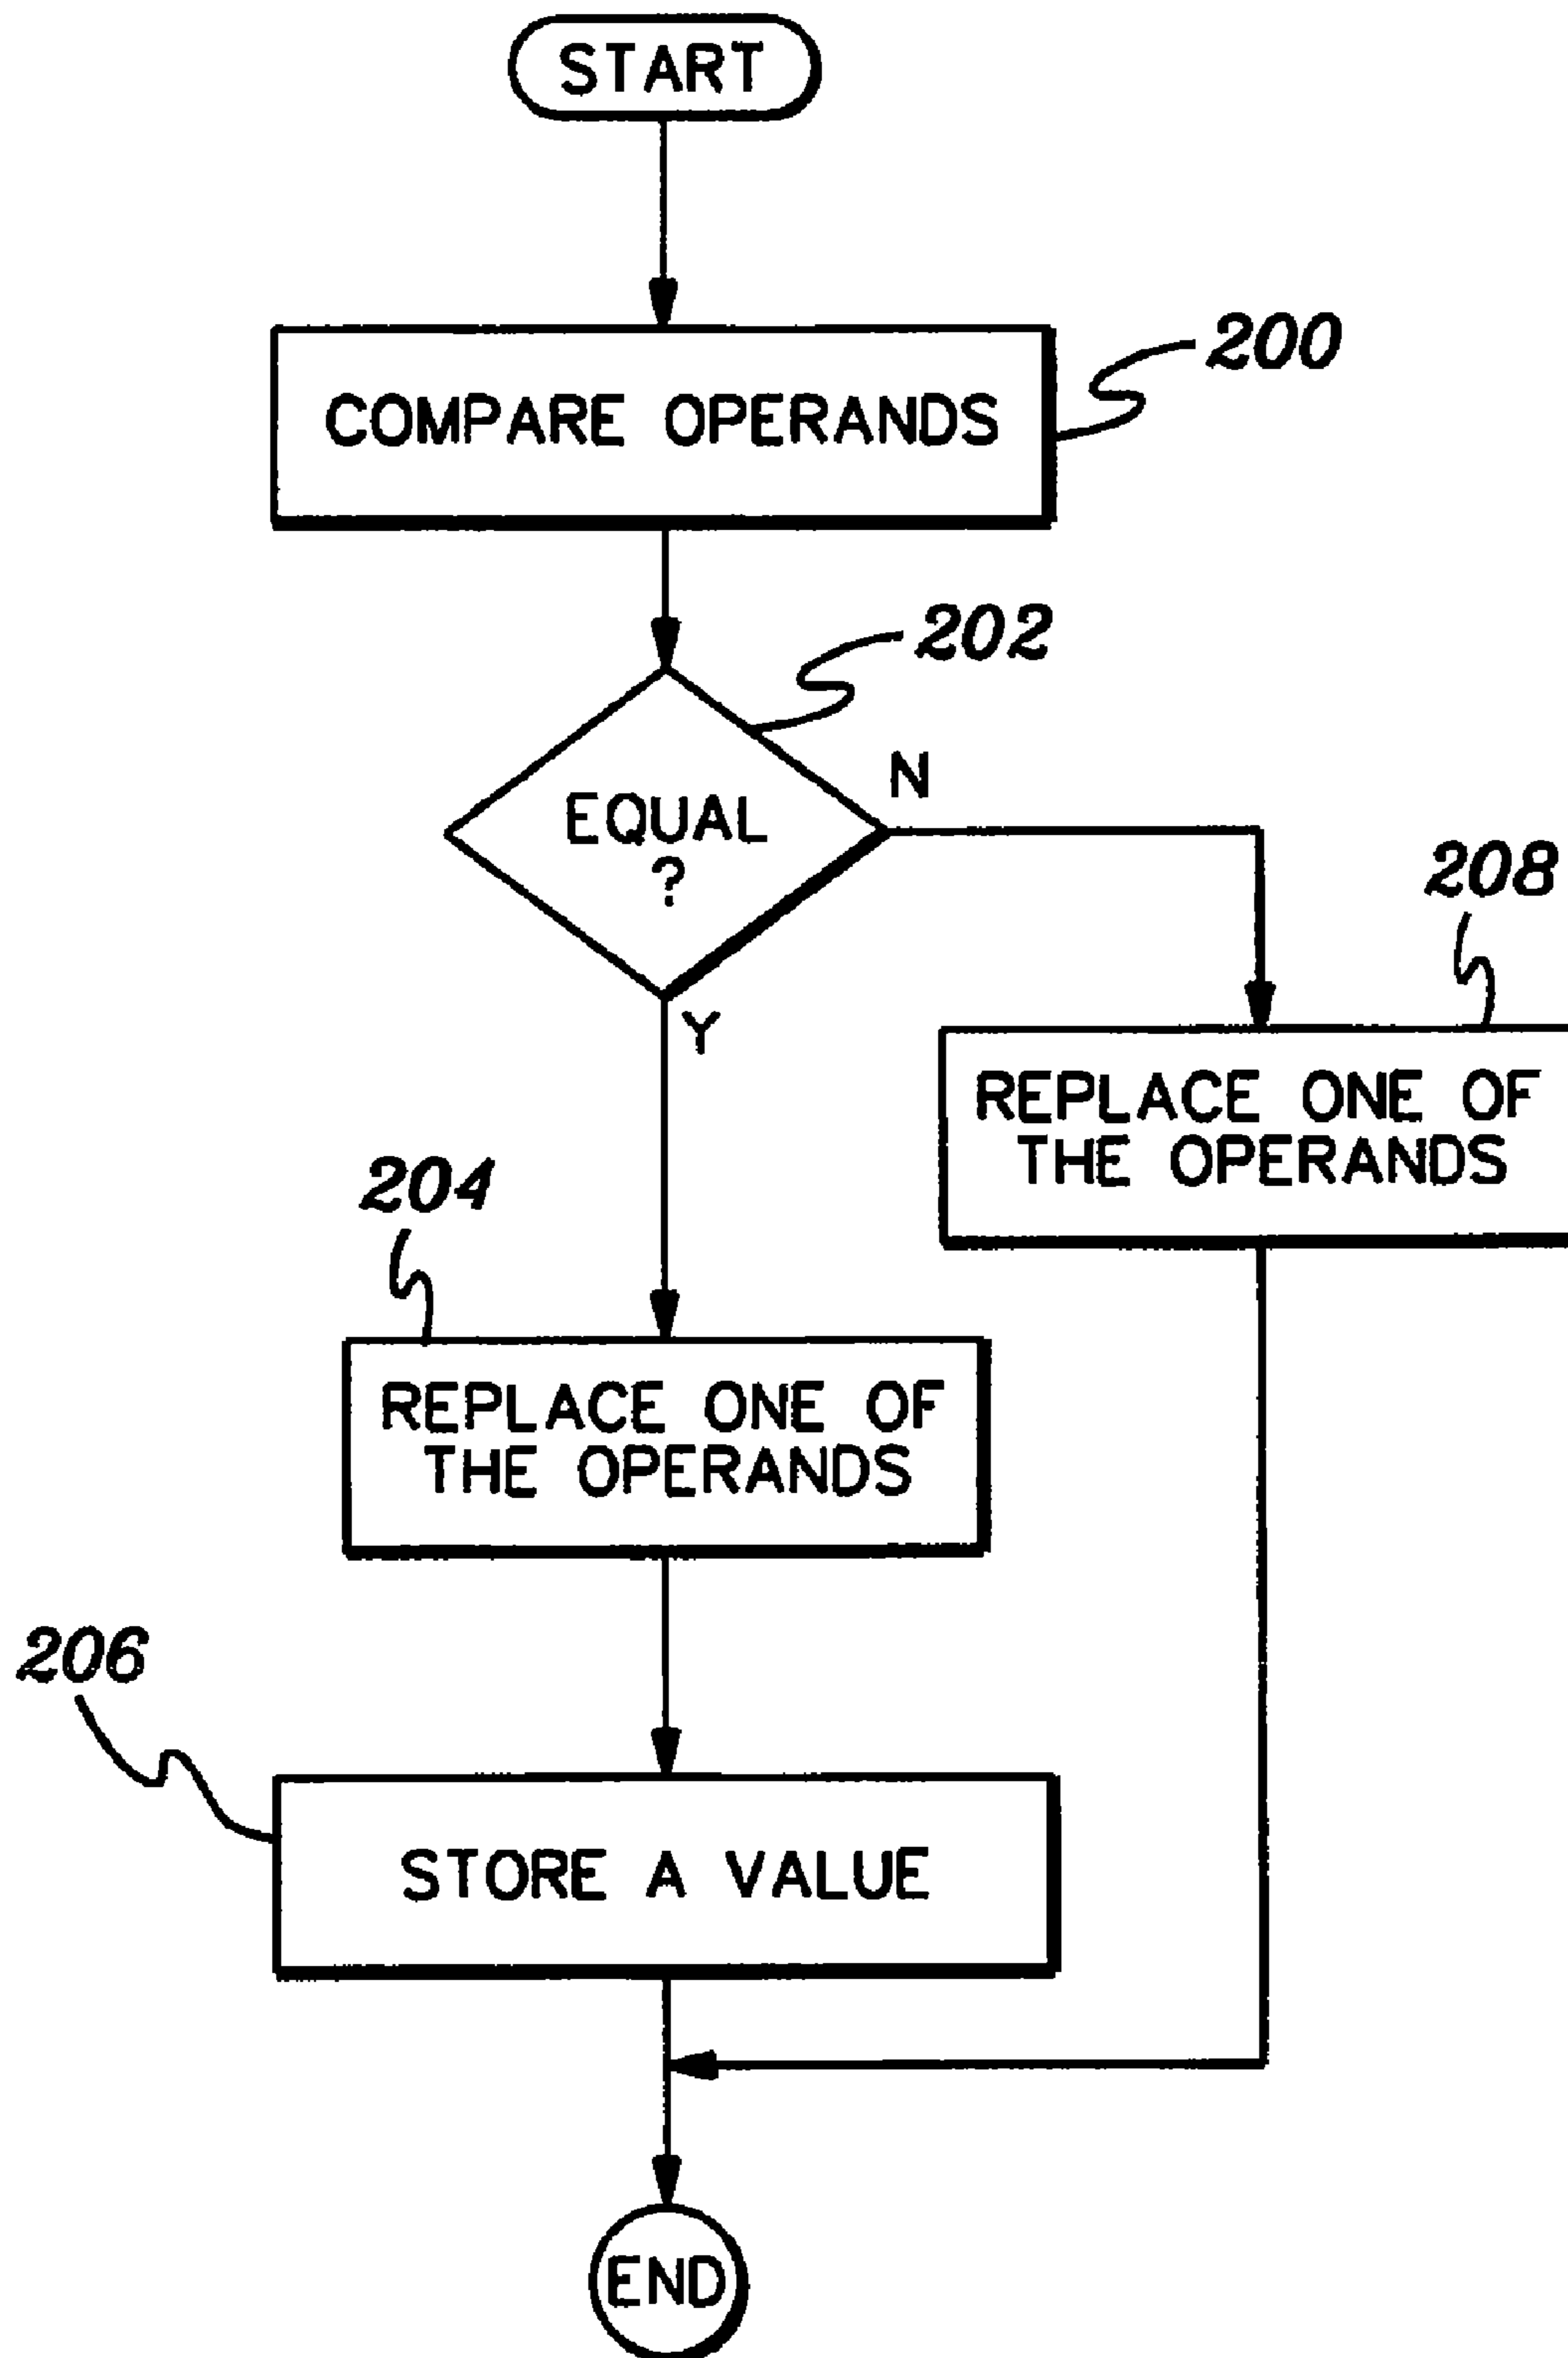 START
COMPARE OPERANDS
200
202
EQUAL
?
N
Y
208
REPLACE ONE OF
THE OPERANDS
204
REPLACE ONE OF
THE OPERANDS
206
STORE A VALUE
END